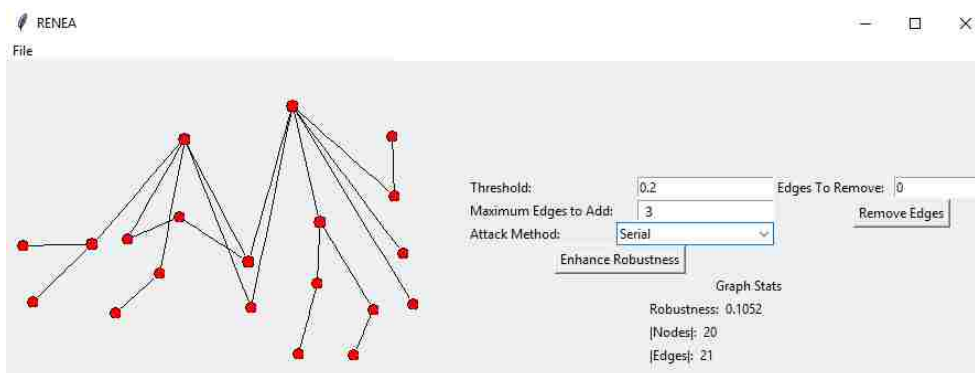 RENEA
File
Threshold: 0.2 Edges To Remove: 0
Maximum Edges to Add: 3 Remove Edges
Attack Method: Serial
Enhance Robustness
Graph Stats
Robustness: 0.1052
|Nodes|: 20
|Edges|: 21